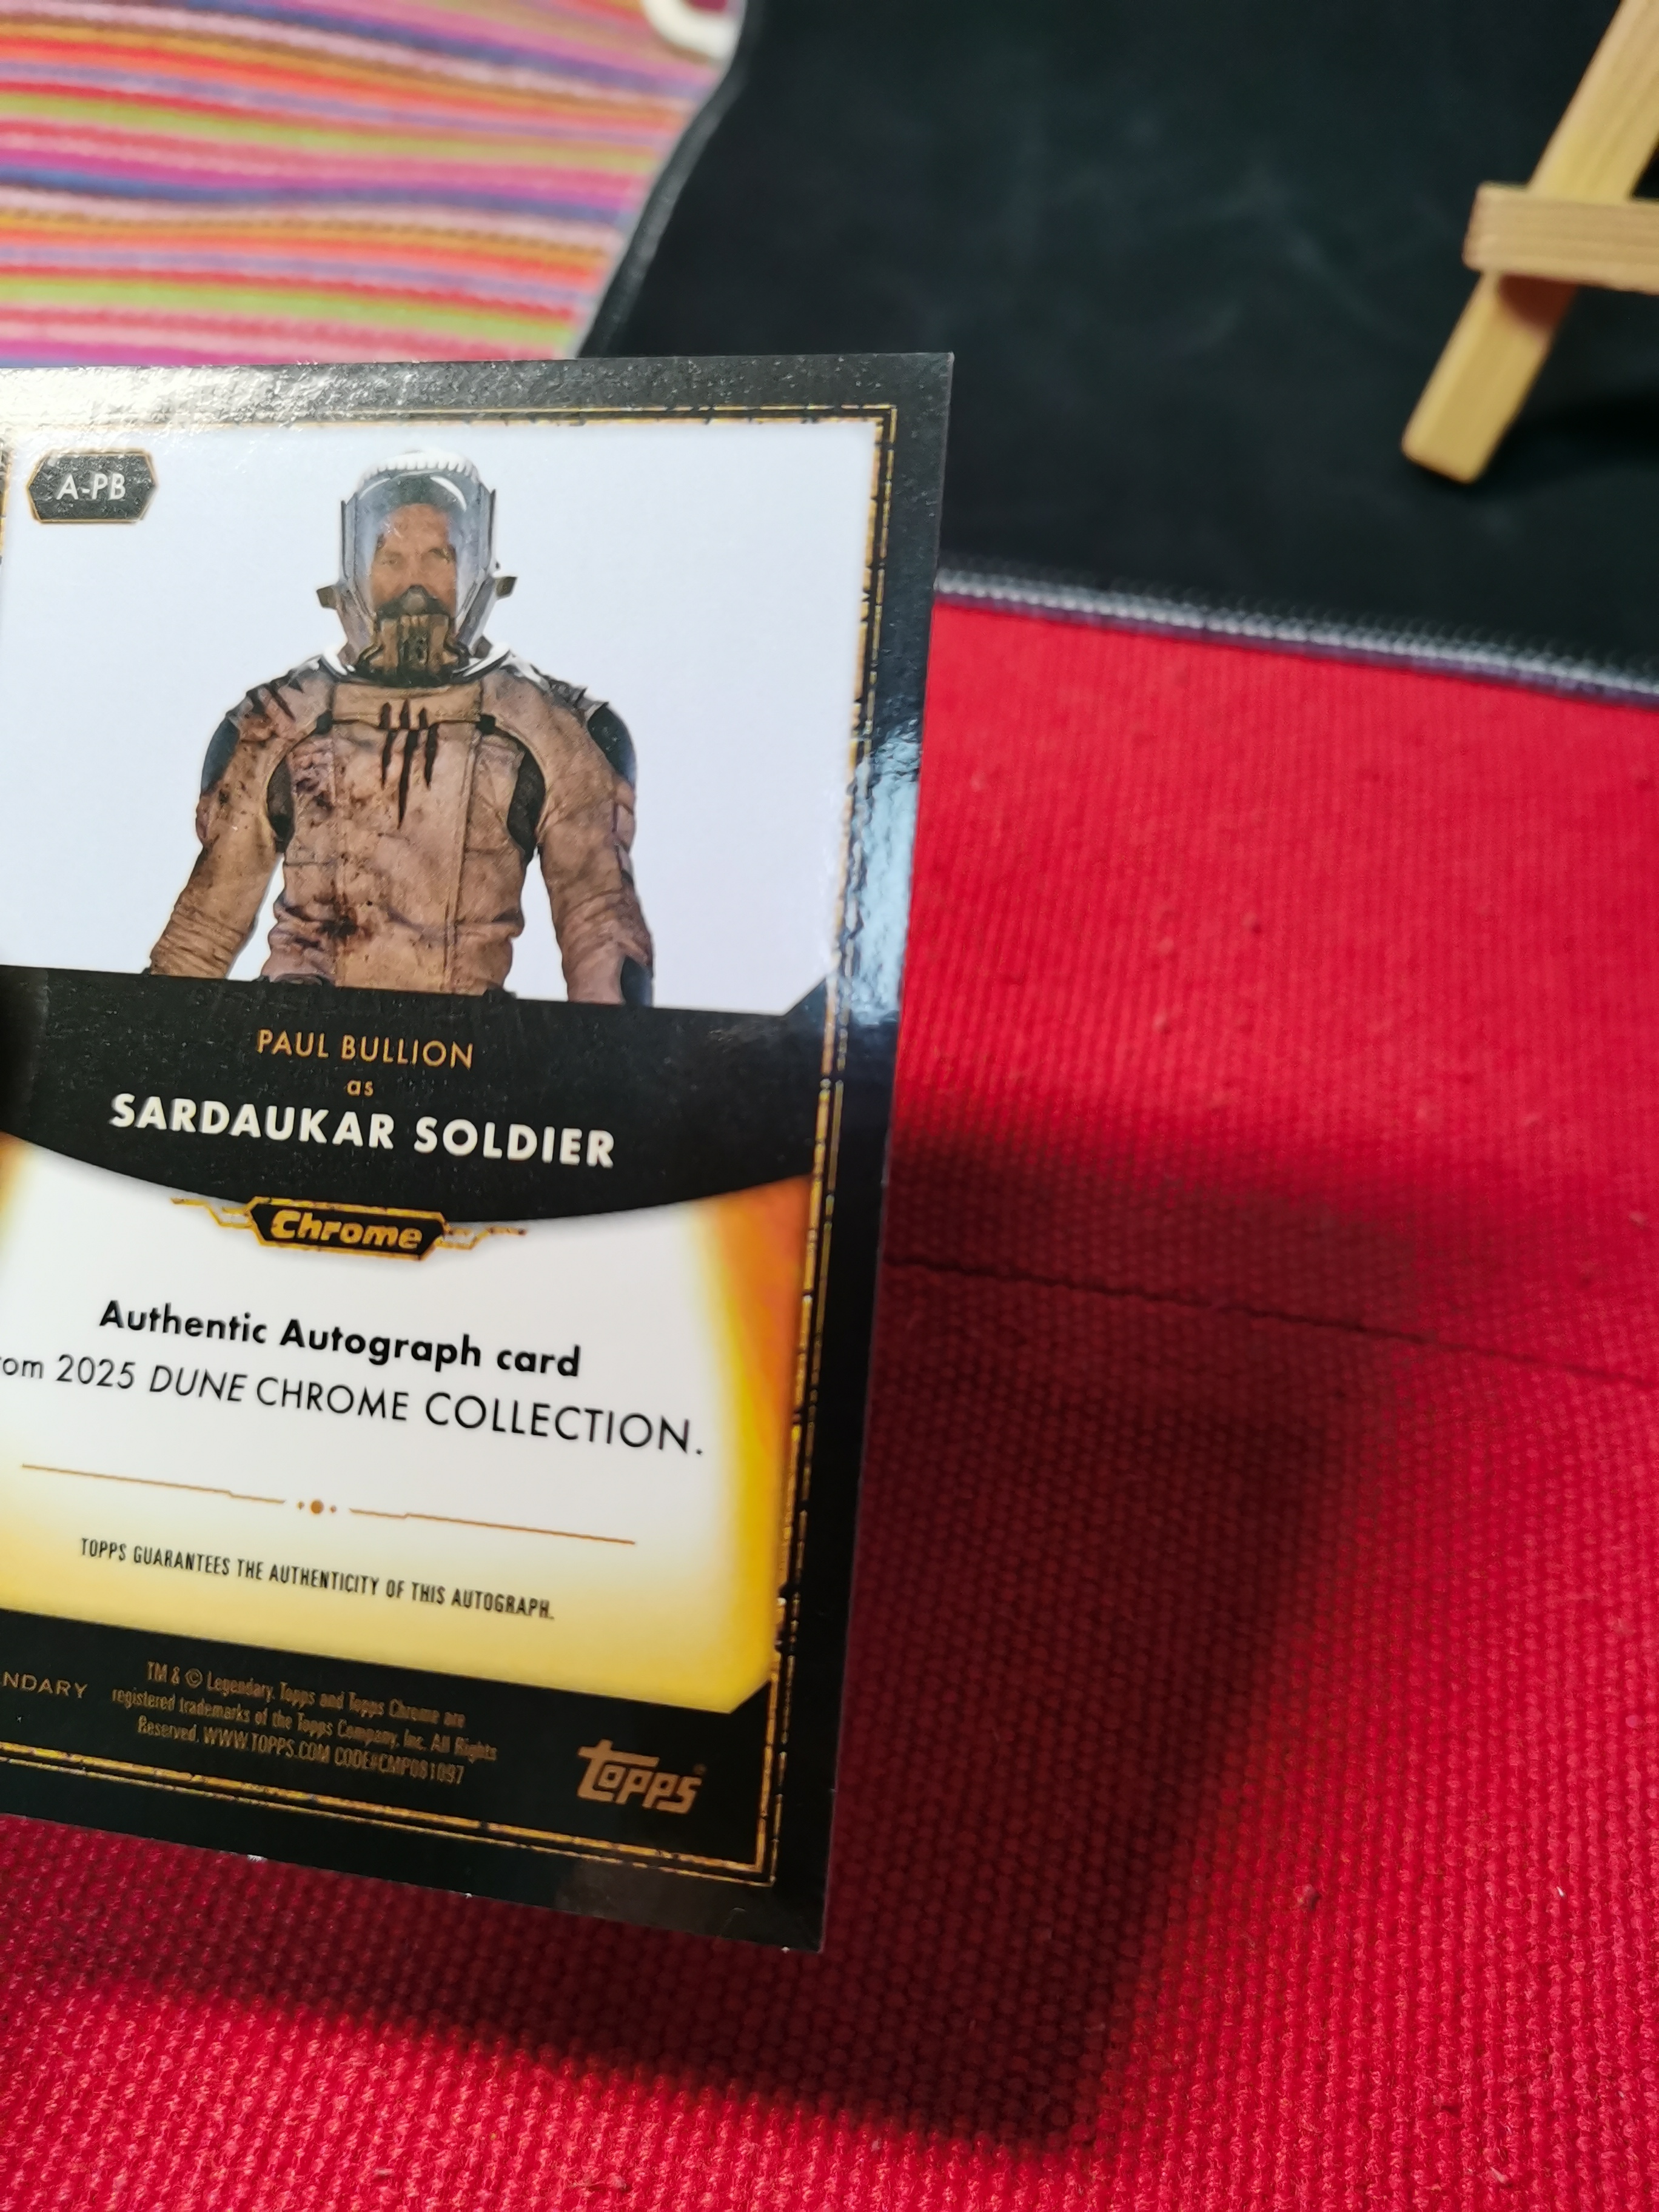 A-PB
PAUL BULLION
as
SARDAUKAR SOLDIER
Chrome
Authentic Autograph card
om 2025 DUNE CHROME COLLECTION.
TOPPS GUARANTEES THE AUTHENTICITY OF THIS AUTOGRAPH.
NDARY
TM & © Legendary. Topps and Topps Chrome are
registered trademarks of the Topps Company, Inc. All Rights
Reserved. WWW.TOPPS.COM CODE#CMP081097
topps®